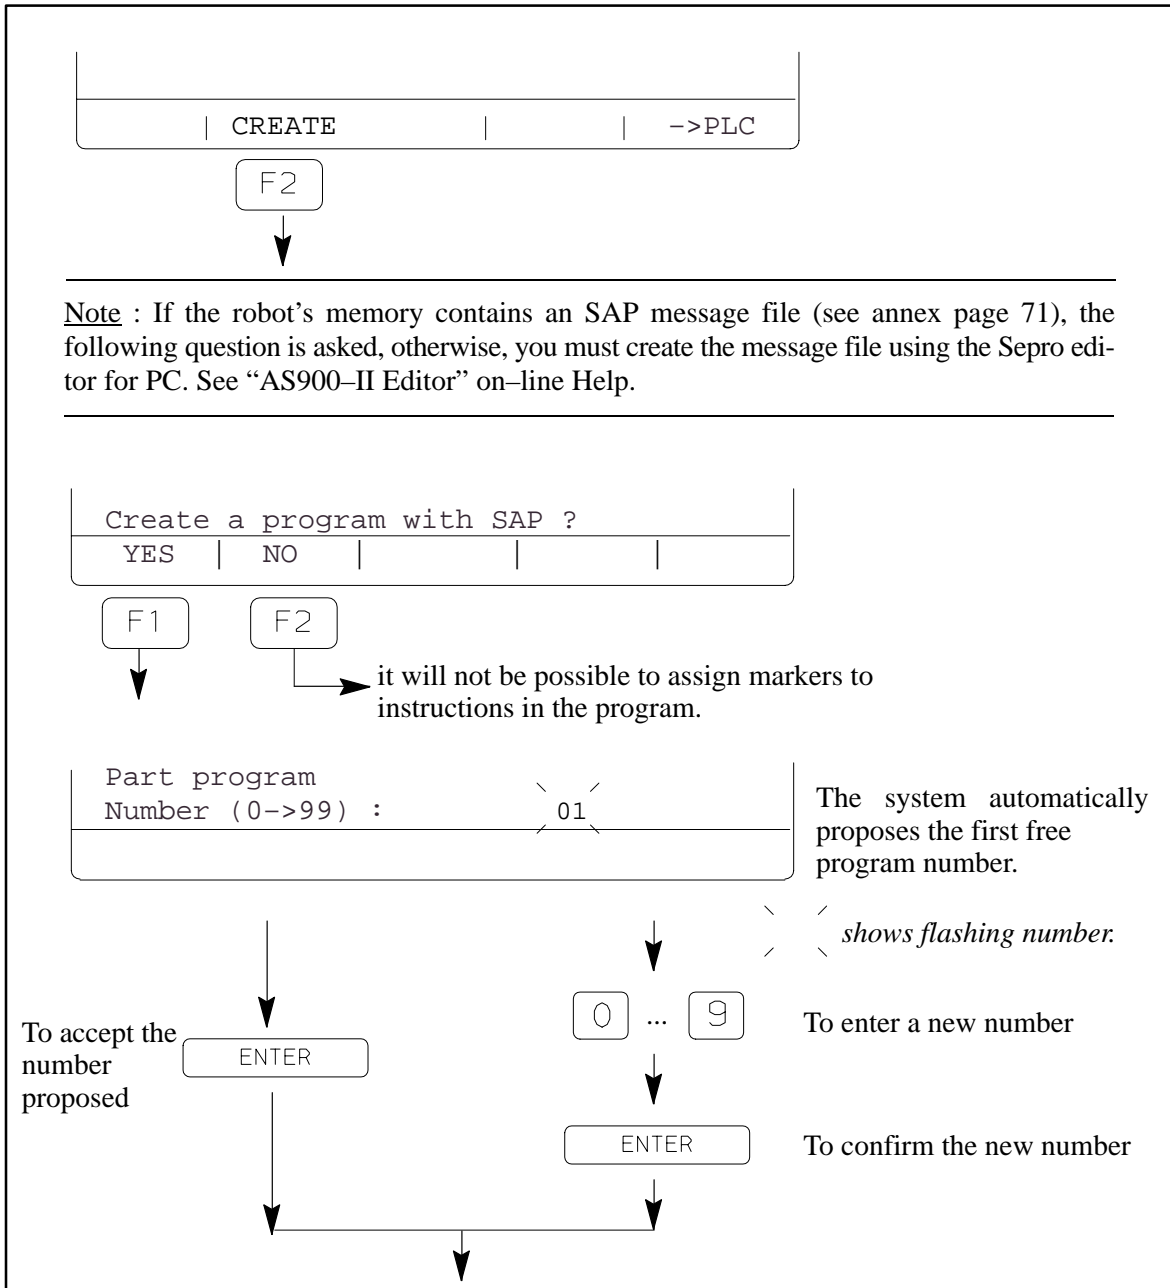 | CREATE | | –>PLC
F2
Note : If the robot's memory contains an SAP message file (see annex page 71), the
following question is asked, otherwise, you must create the message file using the Sepro edi-
tor for PC. See “AS900–II Editor” on–line Help.
Create a program with SAP ?
YES | NO | | |
F1 F2
it will not be possible to assign markers to
instructions in the program.
Part program
Number (0–>99) : 01
The system automatically
proposes the first free
program number.
shows flashing number.
To accept the
number
proposed
ENTER
0 ... 9 To enter a new number
ENTER To confirm the new number